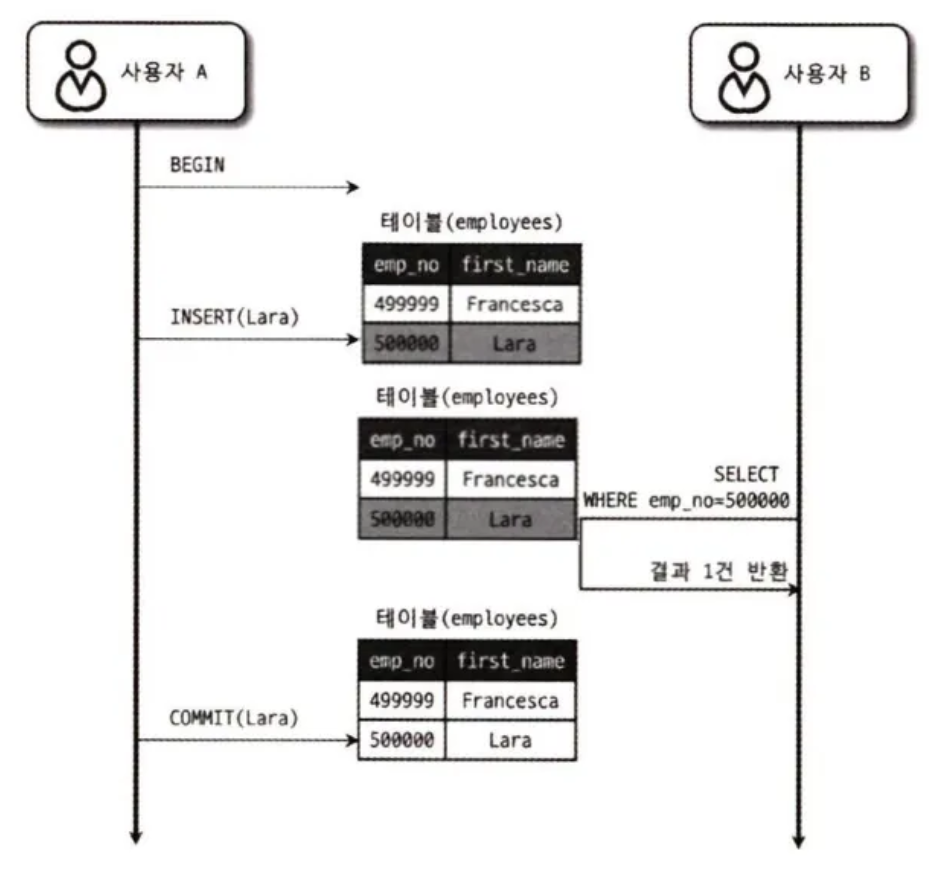 사용자 A
사용자 B
BEGIN
테이블(employees)
emp_no first_name
499999 Francesca
INSERT(Lara)
500000 Lara
테이블(employees)
emp_no first_name
499999 Francesca
500000 Lara
SELECT
WHERE emp_no=500000
결과 1건 반환
테이블(employees)
emp_no first_name
499999 Francesca
COMMIT(Lara)
500000 Lara